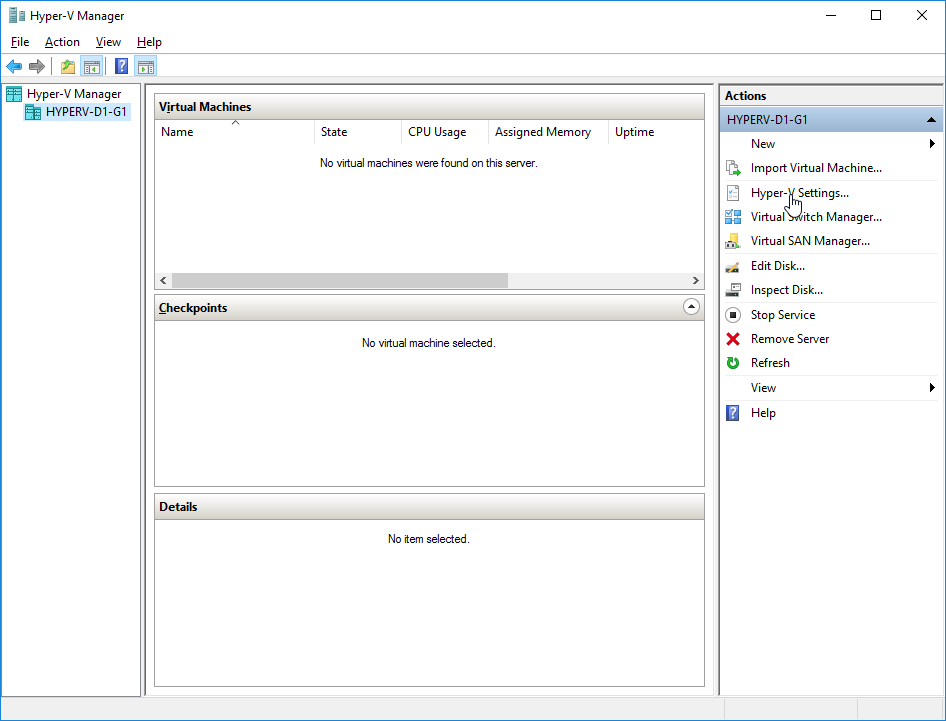 Hyper-V Manager
File Action View Help
Hyper-V Manager
HYPERV-D1-G1
Virtual Machines
Name State CPU Usage Assigned Memory Uptime
No virtual machines were found on this server.
Checkpoints
No virtual machine selected.
Details
No item selected.
Actions
HYPERV-D1-G1
New
Import Virtual Machine...
Hyper-V Settings...
Virtual Switch Manager...
Virtual SAN Manager...
Edit Disk...
Inspect Disk...
Stop Service
Remove Server
Refresh
View
Help